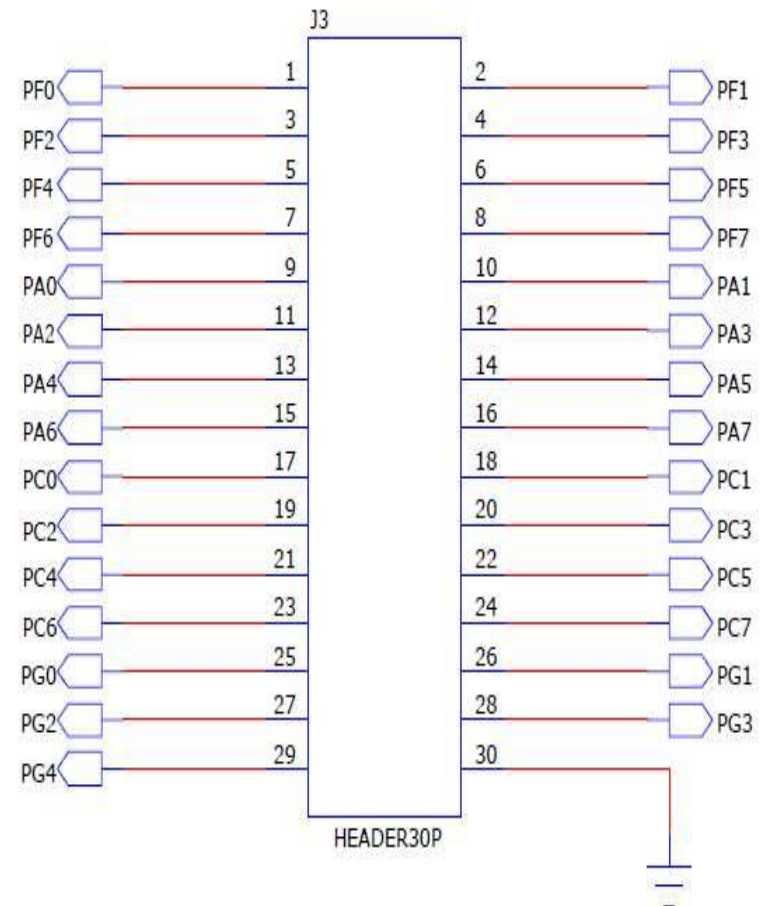 J3
PF0 1 2 PF1
PF2 3 4 PF3
PF4 5 6 PF5
PF6 7 8 PF7
PA0 9 10 PA1
PA2 11 12 PA3
PA4 13 14 PA5
PA6 15 16 PA7
PC0 17 18 PC1
PC2 19 20 PC3
PC4 21 22 PC5
PC6 23 24 PC7
PG0 25 26 PG1
PG2 27 28 PG3
PG4 29 30
HEADER30P